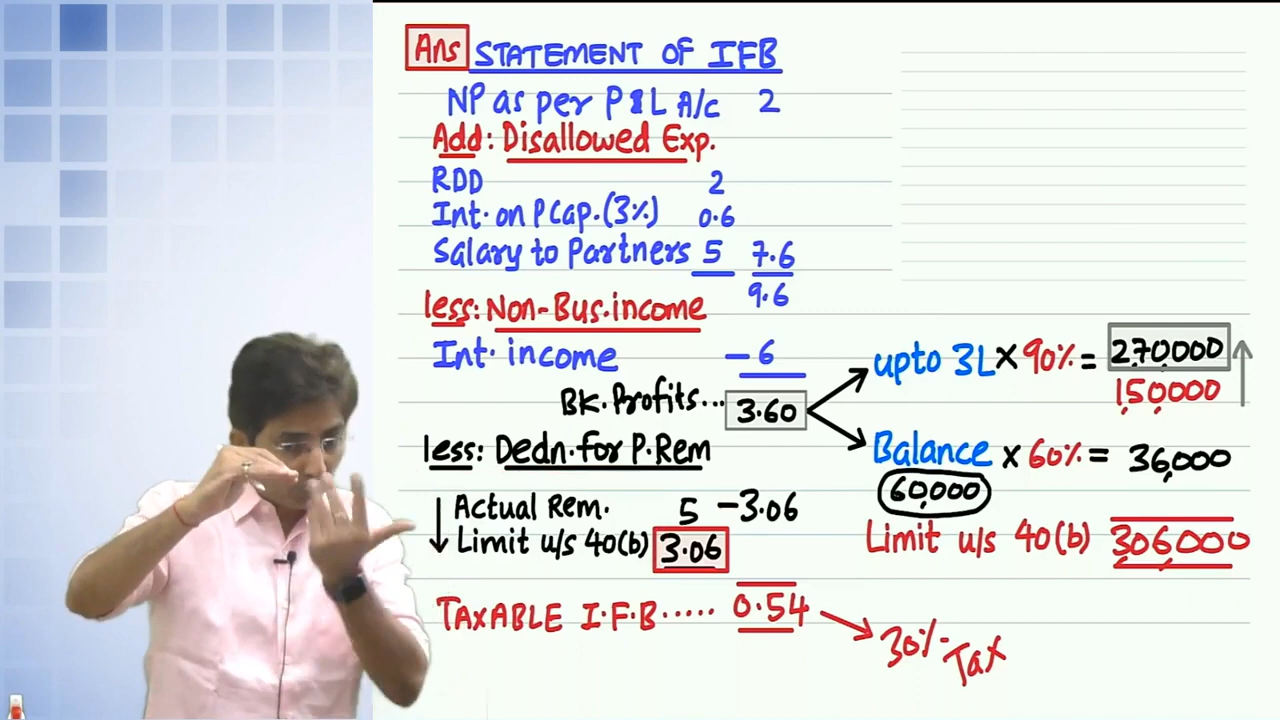 Ans STATEMENT OF IFB
NP as per P&L A/c 2
Add: Disallowed Exp.
RDD 2
Int. on P Cap. (3%) 0.6
Salary to Partners 5 7.6
9.6
less: Non-Bus. income
Int. income - 6
Bk. Profits... 3.60
less: Dedn. for P. Rem
Actual Rem. 5 -3.06
Limit u/s 40(b) 3.06
TAXABLE I.F.B..... 0.54
30% Tax
upto 3L x 90% = 270000
150000
Balance x 60% = 36,000
60,000
Limit u/s 40(b) 306000